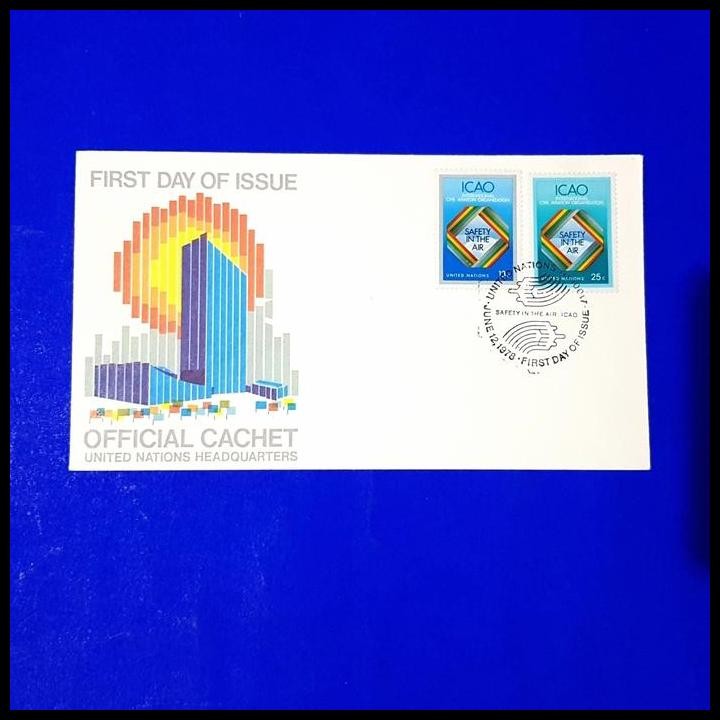 FIRST DAY OF ISSUE
OFFICIAL CACHET
UNITED NATIONS HEADQUARTERS
ICAO
INTERNATIONAL
CIVIL AVIATION ORGANIZATION
SAFETY
IN THE
AIR
UNITED NATIONS
ICAO
INTERNATIONAL
CIVIL AVIATION ORGANIZATION
SAFETY
IN THE
AIR
UNITED NATIONS 25c
UNITED NATIONS
SAFETY IN THE AIR. ICAO
JUNE 12, 1978 · FIRST DAY OF ISSUE ·